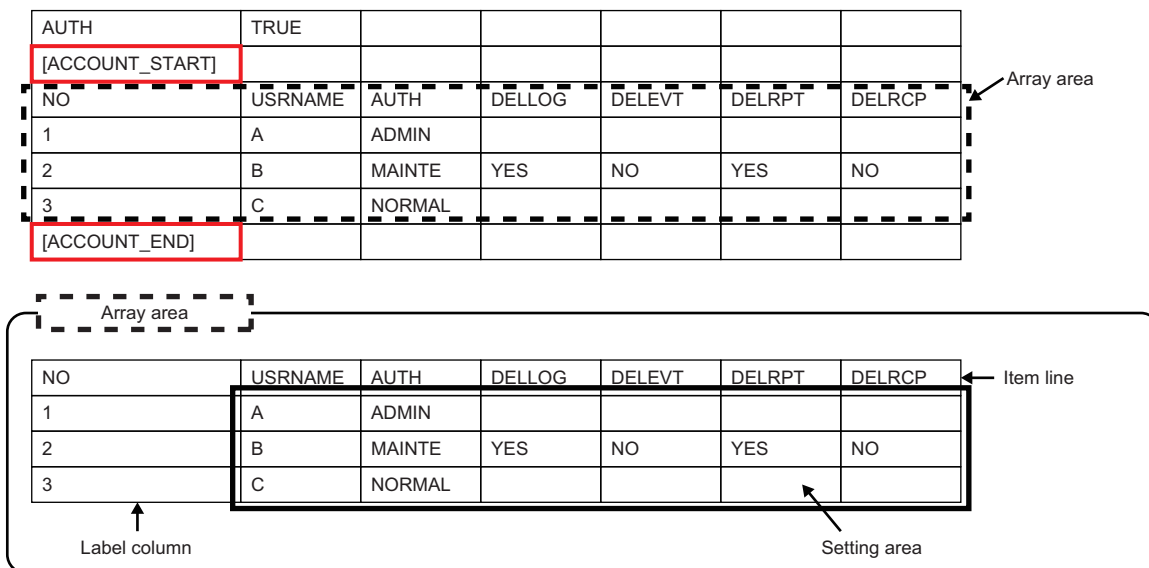 AUTH TRUE
[ACCOUNT_START]
Array area
NO USRNAME AUTH DELLOG DELEVT DELRPT DELRCP
1 A ADMIN
2 B MAINTE YES NO YES NO
3 C NORMAL
[ACCOUNT_END]
Array area
NO USRNAME AUTH DELLOG DELEVT DELRPT DELRCP
Item line
1 A ADMIN
2 B MAINTE YES NO YES NO
3 C NORMAL
Label column
Setting area